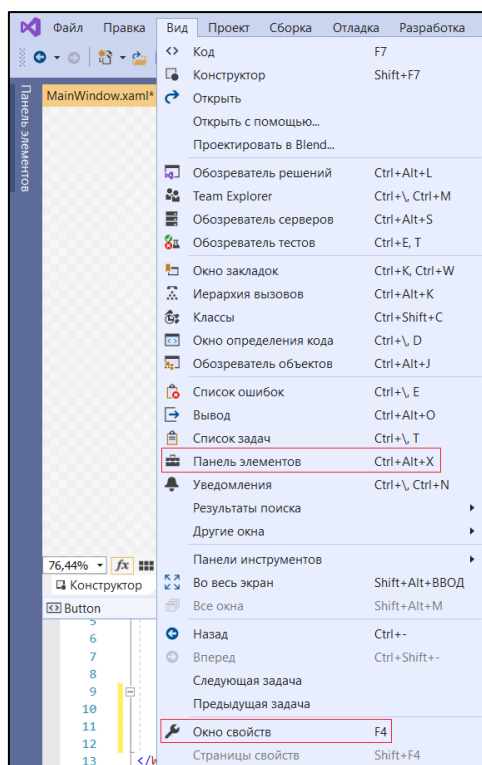 Файл Правка Вид Проект Сборка Отладка Разработка
Панель элементов
MainWindow.xaml*
Код F7
Конструктор Shift+F7
Открыть
Открыть с помощью...
Проектировать в Blend...
Обозреватель решений Ctrl+Alt+L
Team Explorer Ctrl+\, Ctrl+M
Обозреватель серверов Ctrl+Alt+S
Обозреватель тестов Ctrl+E, T
Окно закладок Ctrl+K, Ctrl+W
Иерархия вызовов Ctrl+Alt+K
Классы Ctrl+Shift+C
Окно определения кода Ctrl+\, D
Обозреватель объектов Ctrl+Alt+J
Список ошибок Ctrl+\, E
Вывод Ctrl+Alt+O
Список задач Ctrl+\, T
Панель элементов Ctrl+Alt+X
Уведомления Ctrl+\, Ctrl+N
Результаты поиска
Другие окна
Панели инструментов
Во весь экран Shift+Alt+ВВОД
Все окна Shift+Alt+M
Назад Ctrl+-
Вперед Ctrl+Shift+-
Следующая задача
Предыдущая задача
Окно свойств F4
Страницы свойств Shift+F4
76,44% fx
Конструктор
Button
5
6
7
8
9
10
11
12
13 </W